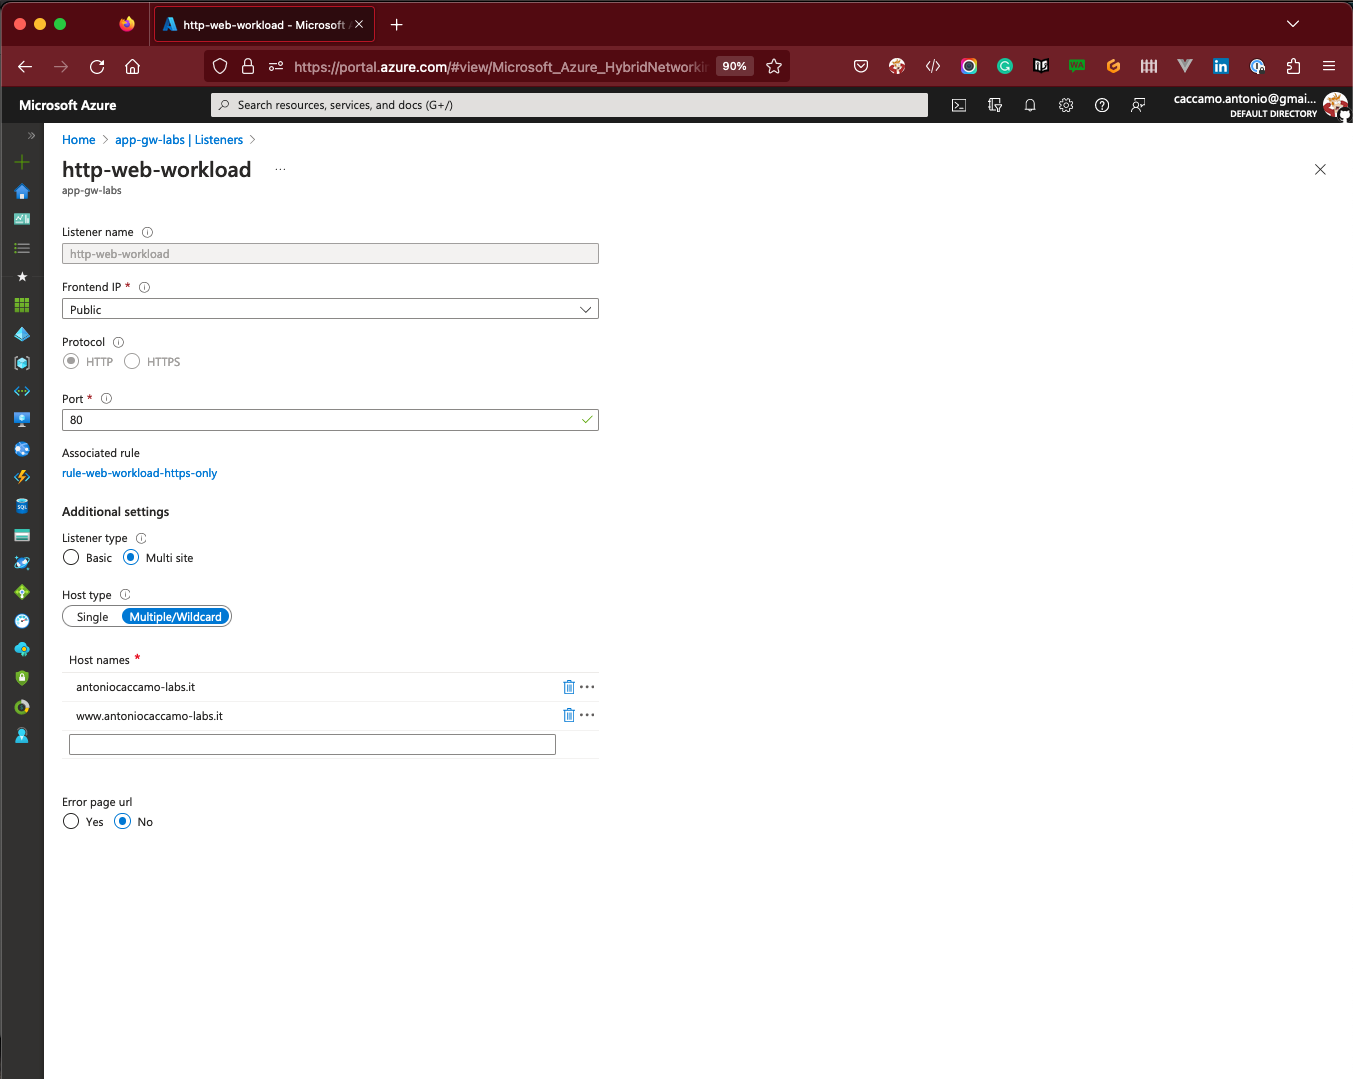 http-web-workload - Microsoft
https://portal.azure.com/#view/Microsoft_Azure_HybridNetworkin
90%
Microsoft Azure
Search resources, services, and docs (G+/)
caccamo.antonio@gmai...
DEFAULT DIRECTORY
Home > app-gw-labs | Listeners >
http-web-workload ...
app-gw-labs
Listener name
http-web-workload
Frontend IP *
Public
Protocol
HTTP HTTPS
Port *
80
Associated rule
rule-web-workload-https-only
Additional settings
Listener type
Basic Multi site
Host type
Single Multiple/Wildcard
Host names *
antoniocaccamo-labs.it
www.antoniocaccamo-labs.it
Error page url
Yes No